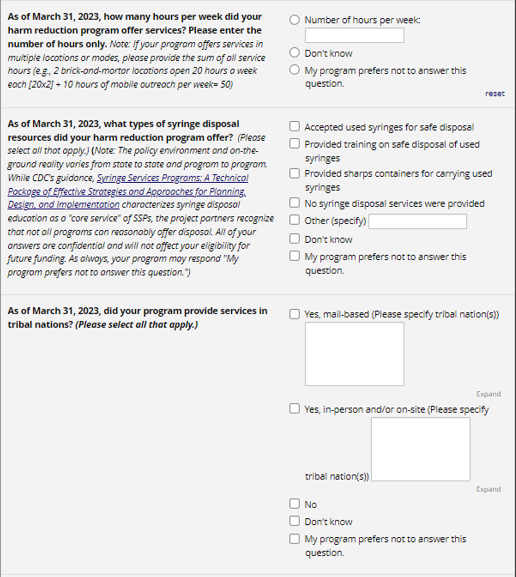 As of March 31, 2023, how many hours per week did your
harm reduction program offer services? Please enter the
number of hours only. Note: if your program offers services in
multiple locations or modes, please provide the sum of all service
hours (e.g., 2 brick-and-mortar locations open 20 hours a week
each [20x2] + 10 hours of mobile outreach per week= 50)
Number of hours per week:
Don't know
My program prefers not to answer this
question.
reset
As of March 31, 2023, what types of syringe disposal
resources did your harm reduction program offer? (Please
select all that apply.) (Note: The policy environment and on-the-
ground reality varies from state to state and program to program.
While CDC's guidance, Syringe Services Programs: A Technical
Package of Effective Strategies and Approaches for Planning,
Design, and Implementation characterizes syringe disposal
education as a "core service" of SSPs, the project partners recognize
that not all programs can reasonably offer disposal. All of your
answers are confidential and will not affect your eligibility for
future funding. As always, your program may respond "My
program prefers not to answer this question.")
Accepted used syringes for safe disposal
Provided training on safe disposal of used
syringes
Provided sharps containers for carrying used
syringes
No syringe disposal services were provided
Other (specify)
Don't know
My program prefers not to answer this
question.
As of March 31, 2023, did your program provide services in
tribal nations? (Please select all that apply.)
Yes, mail-based (Please specify tribal nation(s))
Expand
Yes, in-person and/or on-site (Please specify
tribal nation(s))
Expand
No
Don't know
My program prefers not to answer this
question.